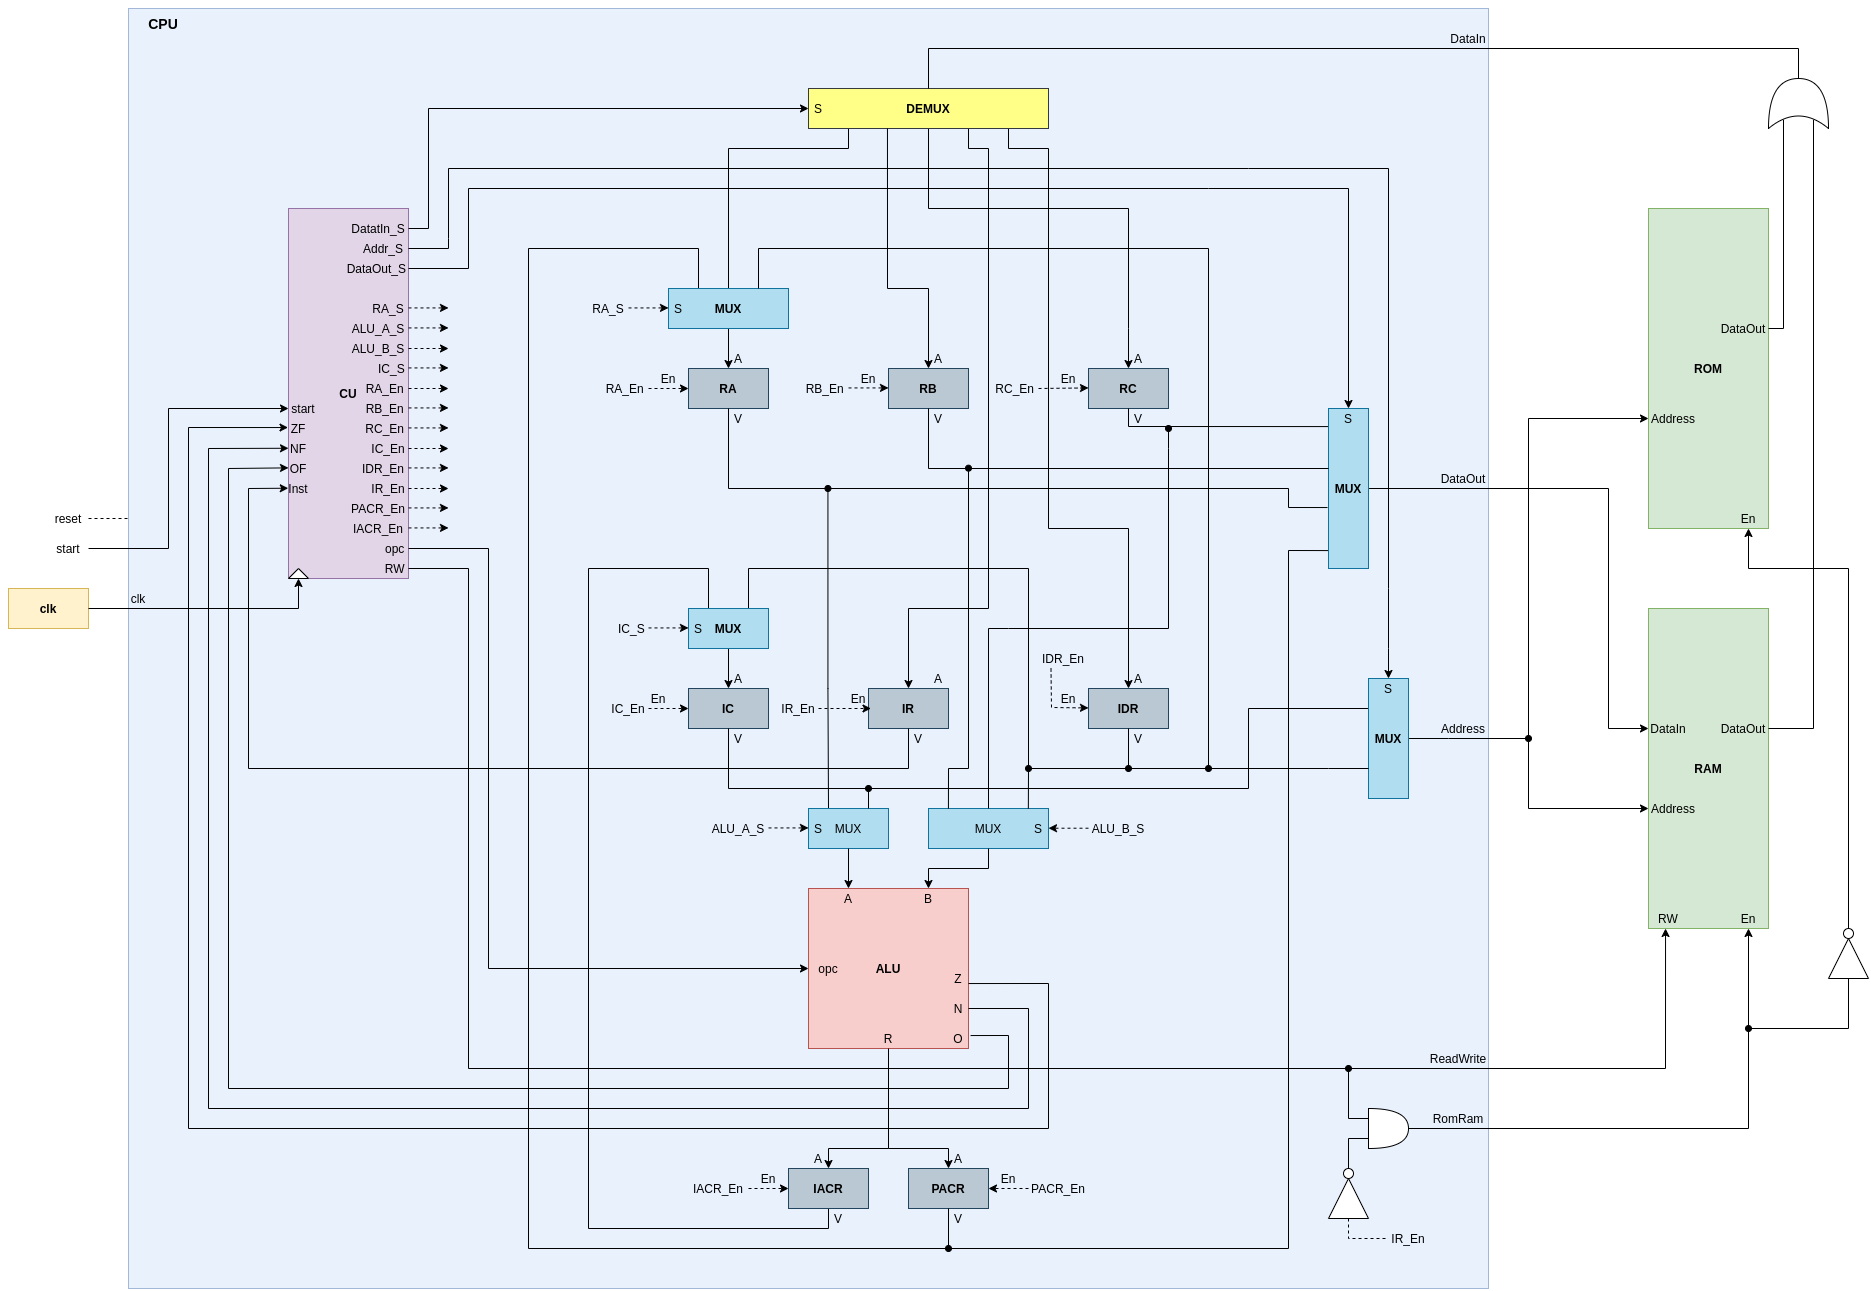 CPU
DataIn
S
DEMUX
DatatIn_S
Addr_S
DataOut_S
RA_S
ALU_A_S
ALU_B_S
IC_S
RA_En
RB_En
RC_En
IC_En
IDR_En
IR_En
PACR_En
IACR_En
opc
RW
CU
start
ZF
NF
OF
Inst
reset
start
clk
clk
RA_S
S
MUX
A
RA_En
En
RA
V
A
RB_En
En
RB
V
A
RC_En
En
RC
V
S
MUX
DataOut
DataOut
ROM
Address
En
IC_S
S
MUX
A
IC_En
En
IC
V
A
IR_En
En
IR
V
IDR_En
A
En
IDR
V
S
MUX
Address
DataIn
DataOut
RAM
Address
RW
En
ALU_A_S
S
MUX
MUX
S
ALU_B_S
A
B
opc
ALU
Z
N
O
R
ReadWrite
RomRam
A
IACR_En
En
IACR
V
A
En
PACR
PACR_En
V
IR_En